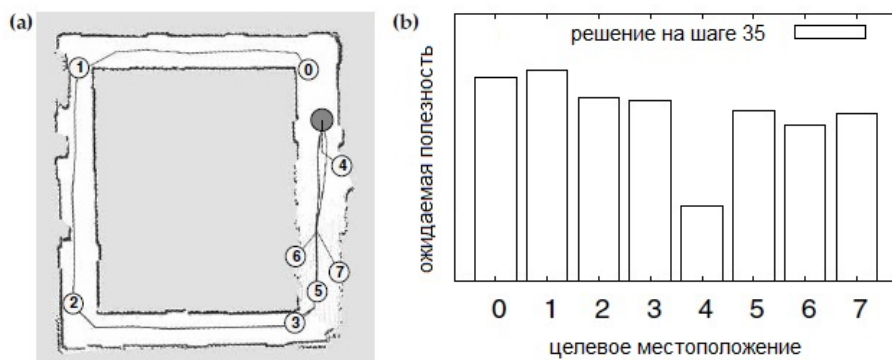 (a)
1
0
4
6
7
5
2
3
(b)
решение на шаге 35
ожидаемая полезность
0 1 2 3 4 5 6 7
целевое местоположение